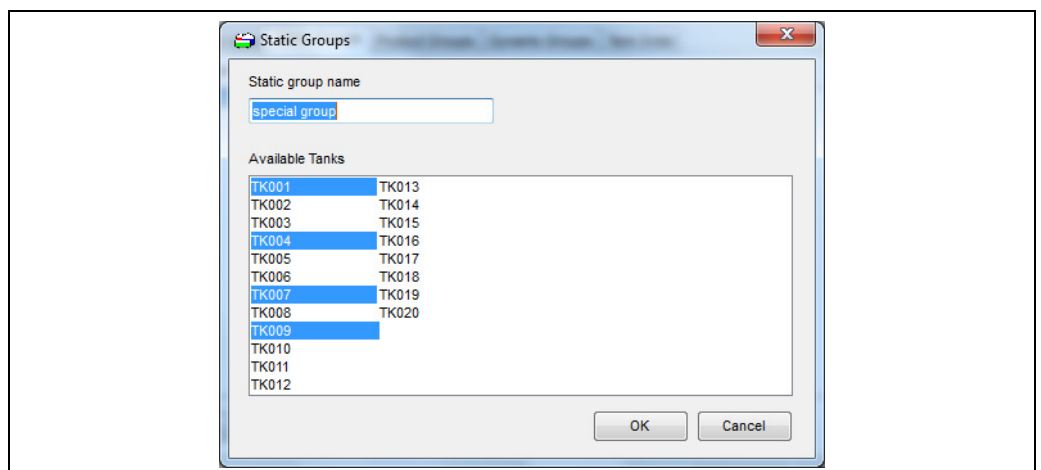 Static Groups
Static group name
special group
Available Tanks
TK001
TK002
TK003
TK004
TK005
TK006
TK007
TK008
TK009
TK010
TK011
TK012
TK013
TK014
TK015
TK016
TK017
TK018
TK019
TK020
OK
Cancel